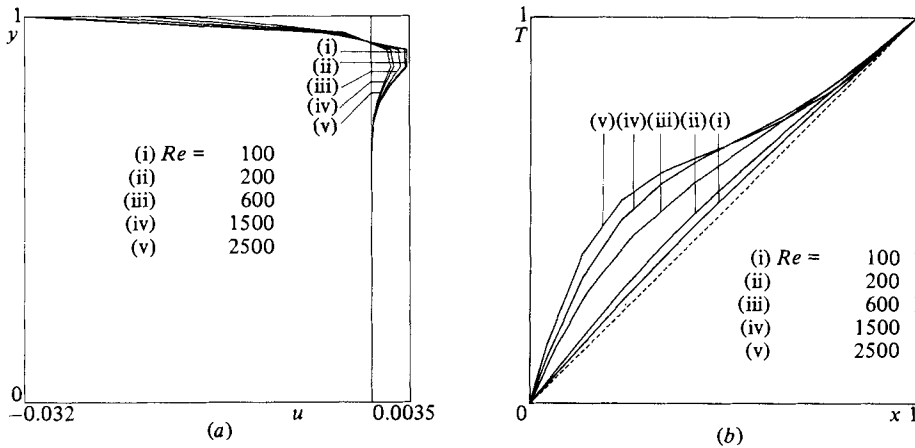 1
y
(i)
(ii)
(iii)
(iv)
(v)
(i) Re = 100
(ii) 200
(iii) 600
(iv) 1500
(v) 2500
0
−0.032 u 0.0035
(a)
1
T
(v)(iv)(iii)(ii)(i)
(i) Re = 100
(ii) 200
(iii) 600
(iv) 1500
(v) 2500
0 x 1
(b)